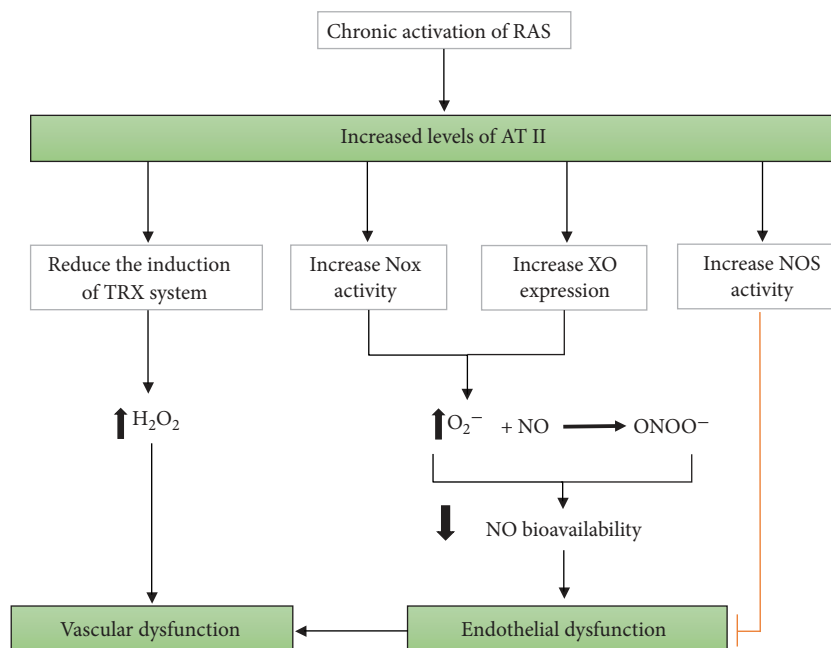 Chronic activation of RAS
Increased levels of AT II
Reduce the induction
of TRX system
Increase Nox
activity
Increase XO
expression
Increase NOS
activity
H₂O₂
O₂⁻ + NO ONOO⁻
NO bioavailability
Vascular dysfunction
Endothelial dysfunction